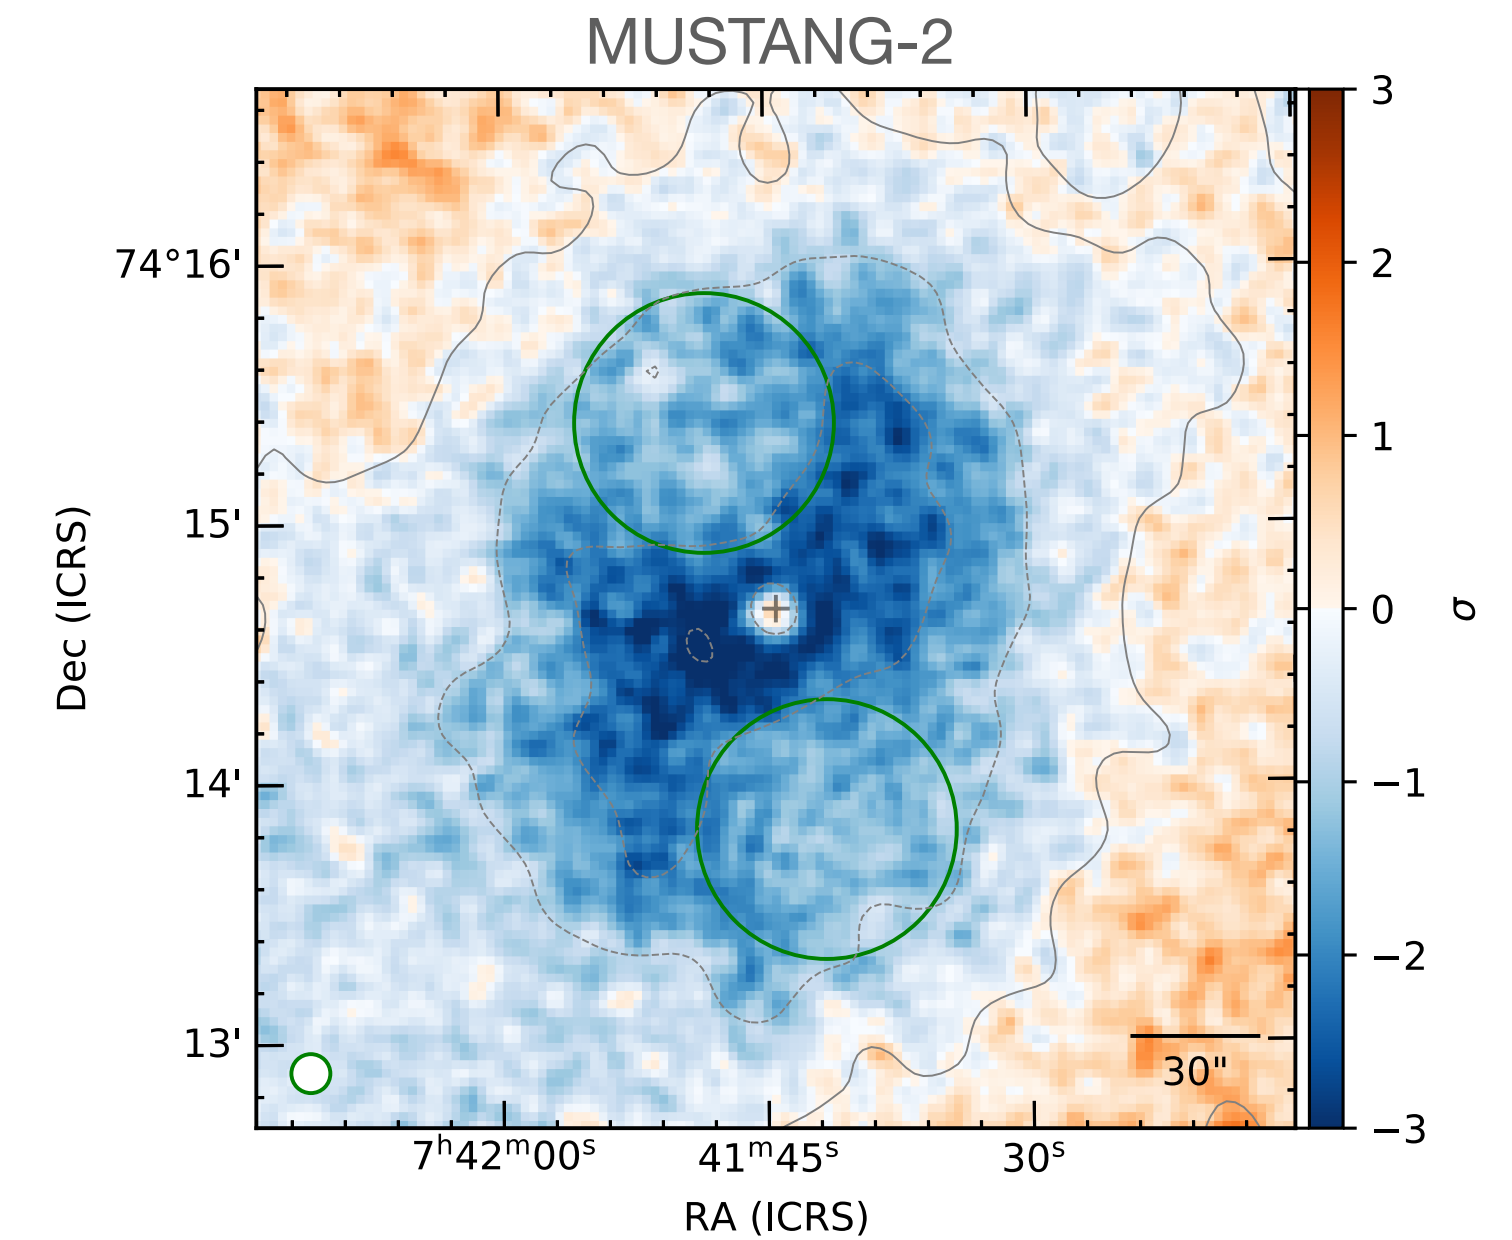 MUSTANG-2
74°16'
15'
14'
13'
Dec (ICRS)
7ʰ42ᵐ00ˢ
41ᵐ45ˢ
30ˢ
RA (ICRS)
30"
3
2
1
0
−1
−2
−3
σ